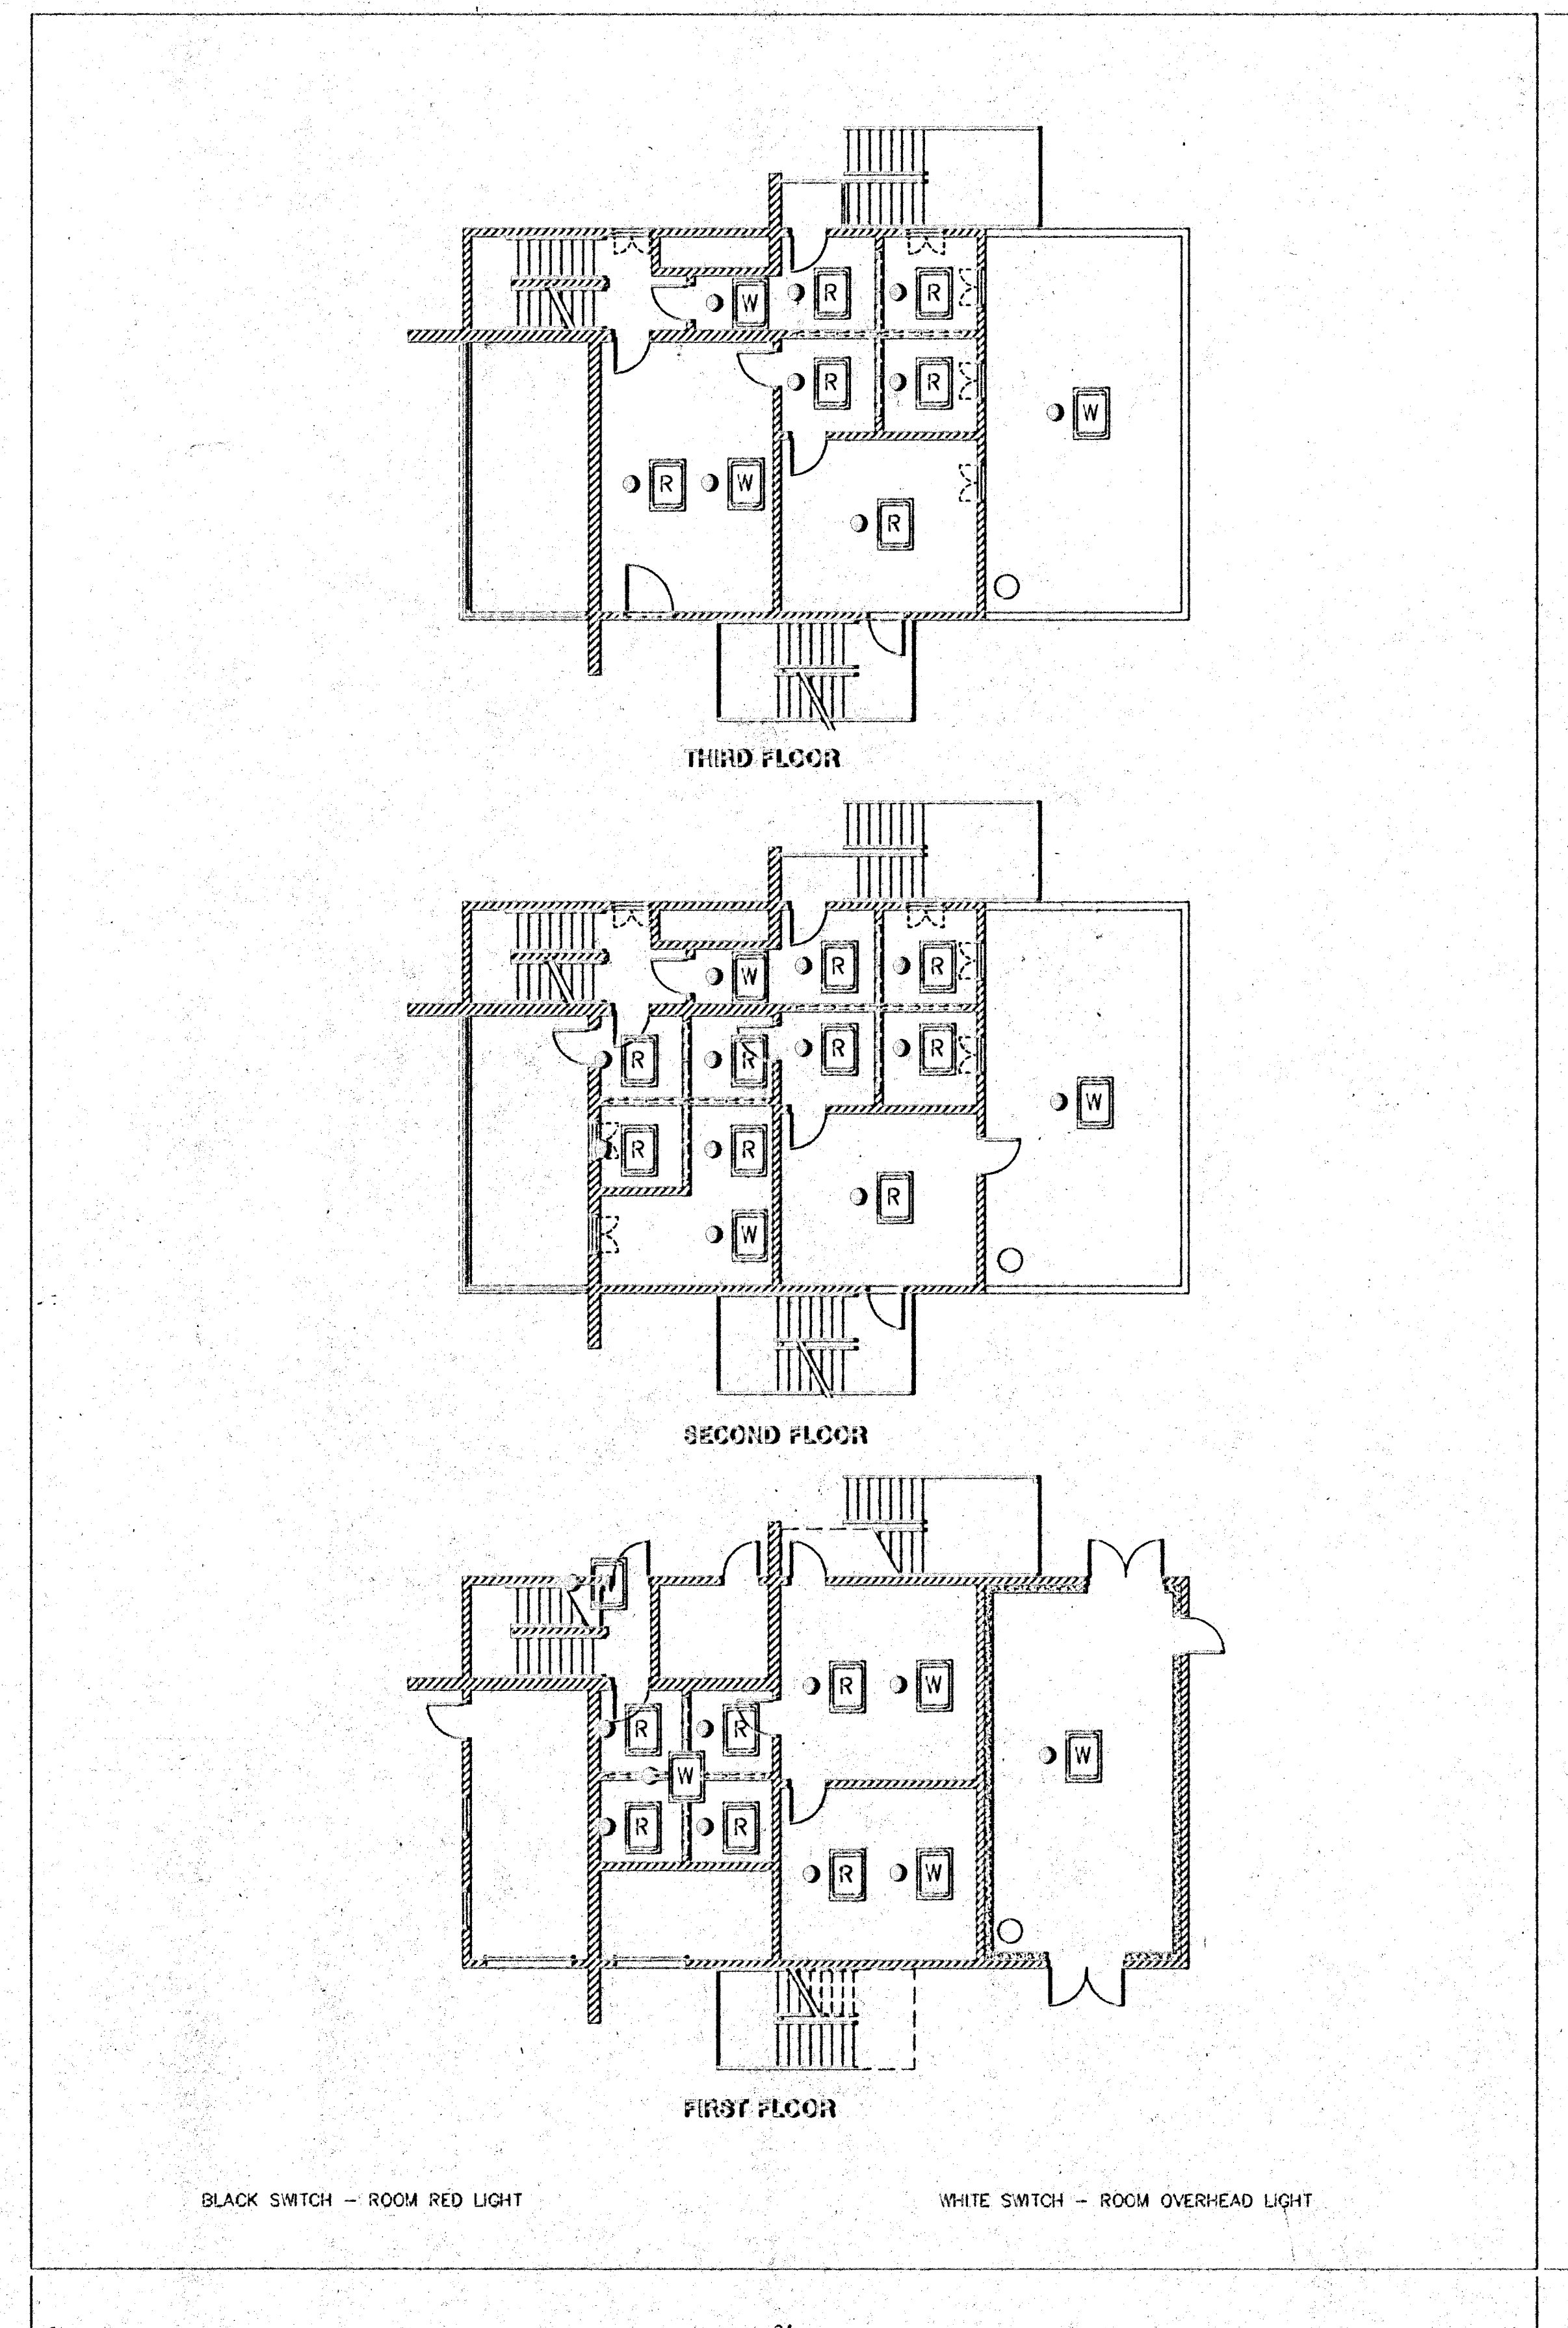 W R R
R R
W
R W
R
THIRD FLOOR
W R R
R R R R
W
R R
R
W
SECOND FLOOR
R W
R R
W W
R R
R W
FIRST FLOOR
BLACK SWITCH – ROOM RED LIGHT WHITE SWITCH – ROOM OVERHEAD LIGHT